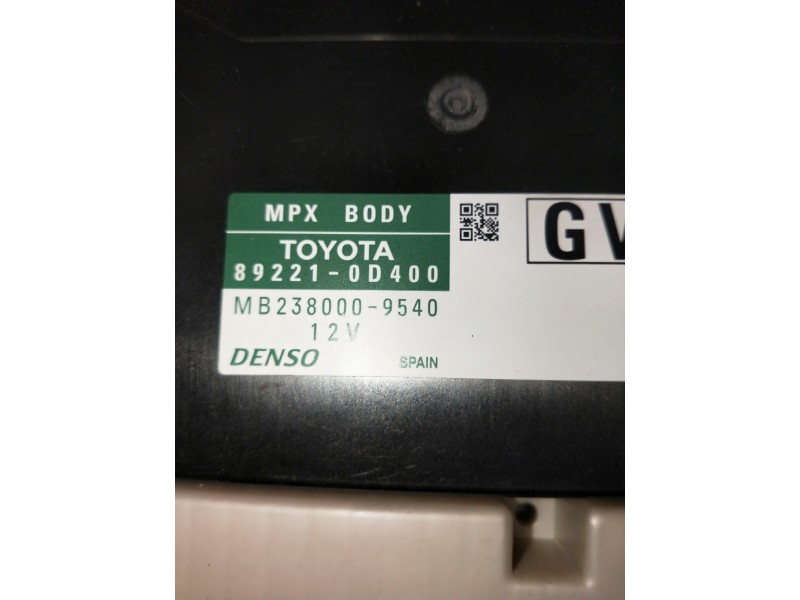 MPX BODY
GV
TOYOTA
89221-0D400
MB238000-9540
12V
DENSO SPAIN